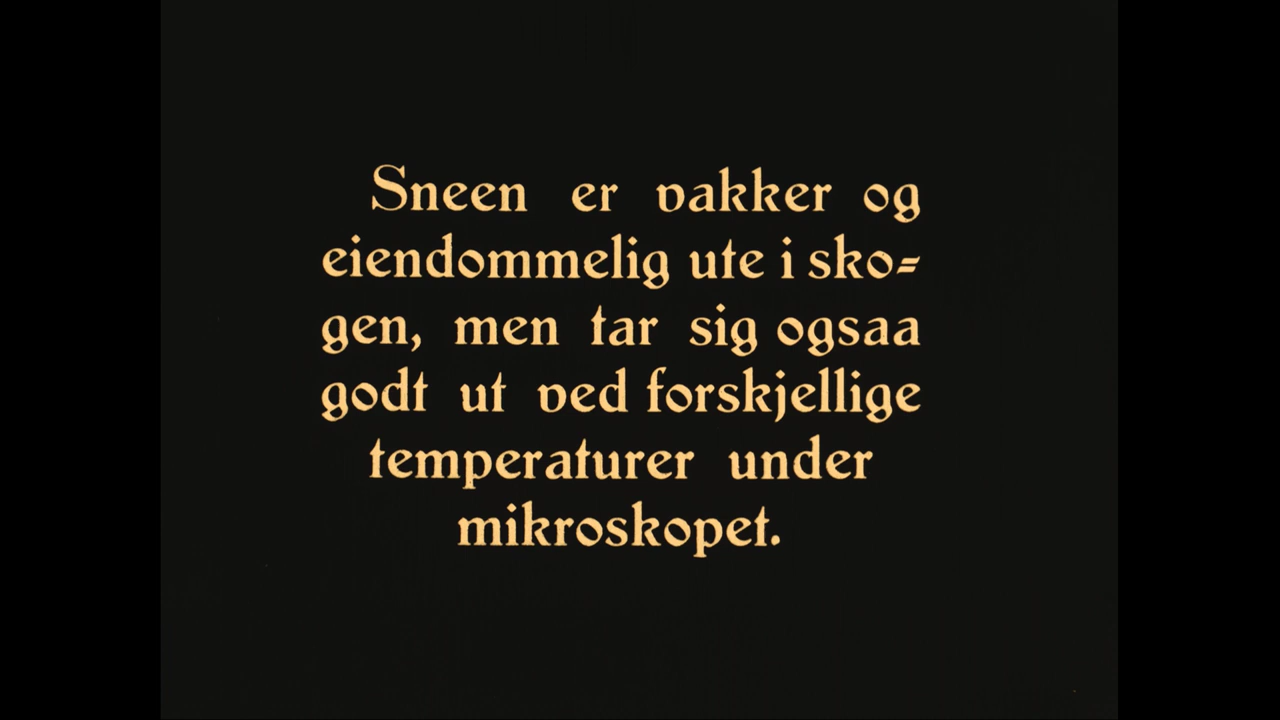 Sneen er vakker og
eiendommelig ute i sko=
gen, men tar sig ogsaa
godt ut ved forskjellige
temperaturer under
mikroskopet.